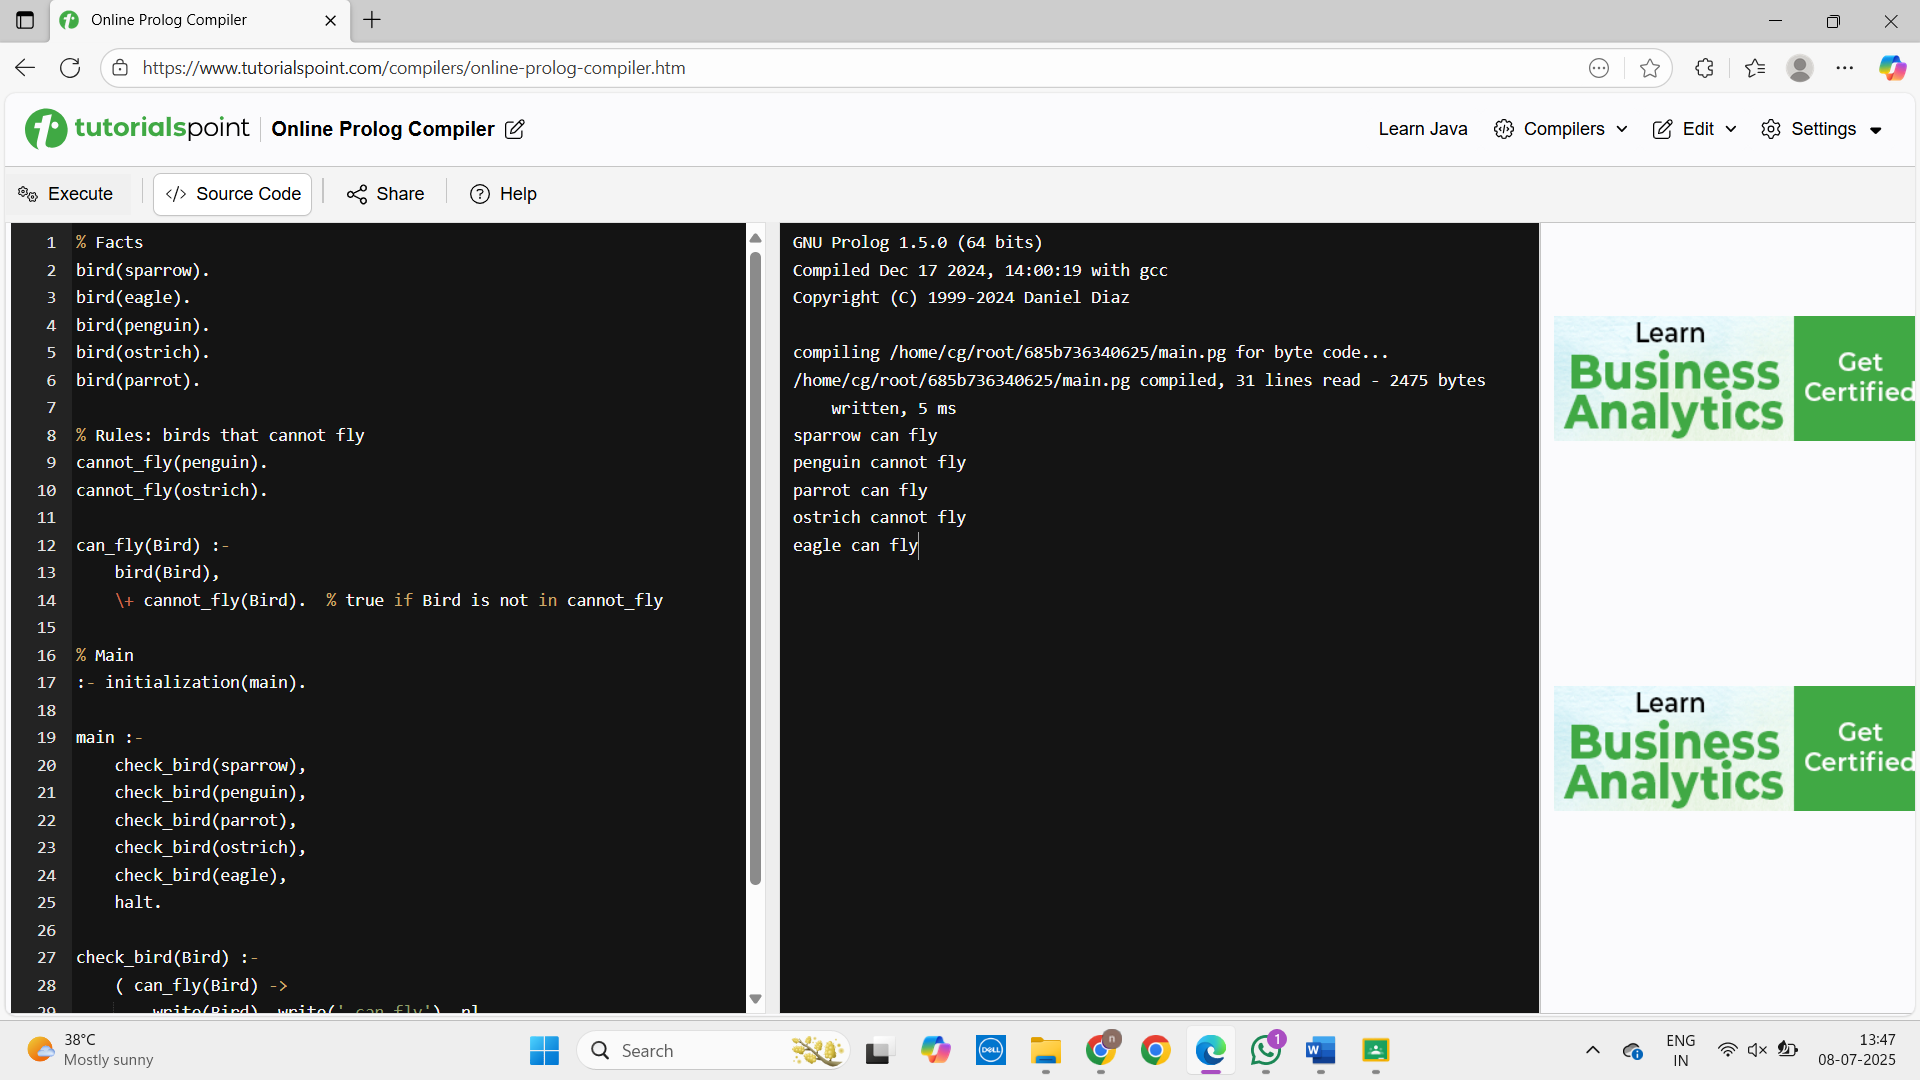 Online Prolog Compiler
https://www.tutorialspoint.com/compilers/online-prolog-compiler.htm
tutorialspoint
Online Prolog Compiler
Learn Java
Compilers
Edit
Settings
Execute
</> Source Code
Share
Help
1 % Facts
2 bird(sparrow).
3 bird(eagle).
4 bird(penguin).
5 bird(ostrich).
6 bird(parrot).
7
8 % Rules: birds that cannot fly
9 cannot_fly(penguin).
10 cannot_fly(ostrich).
11
12 can_fly(Bird) :-
13 bird(Bird),
14 \+ cannot_fly(Bird). % true if Bird is not in cannot_fly
15
16 % Main
17 :- initialization(main).
18
19 main :-
20 check_bird(sparrow),
21 check_bird(penguin),
22 check_bird(parrot),
23 check_bird(ostrich),
24 check_bird(eagle),
25 halt.
26
27 check_bird(Bird) :-
28 ( can_fly(Bird) ->
29 write(Bird), write(' can fly'), nl
GNU Prolog 1.5.0 (64 bits)
Compiled Dec 17 2024, 14:00:19 with gcc
Copyright (C) 1999-2024 Daniel Diaz
compiling /home/cg/root/685b736340625/main.pg for byte code...
/home/cg/root/685b736340625/main.pg compiled, 31 lines read - 2475 bytes
written, 5 ms
sparrow can fly
penguin cannot fly
parrot can fly
ostrich cannot fly
eagle can fly
Learn
Business
Analytics
Get
Certified
Learn
Business
Analytics
Get
Certified
38°C
Mostly sunny
Search
DELL
n
1
W
ENG
IN
13:47
08-07-2025